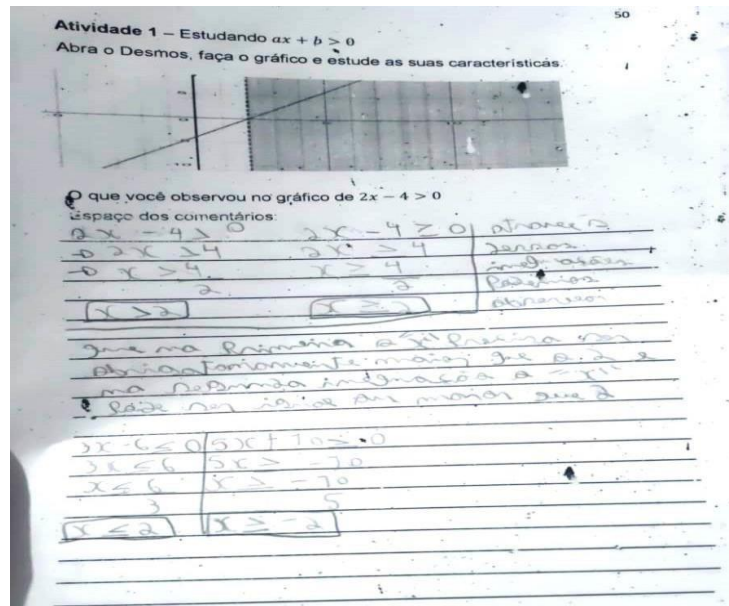 50
Atividade 1 – Estudando ax + b > 0
Abra o Desmos, faça o gráfico e estude as suas características.
O que você observou no gráfico de 2x − 4 > 0
Espaço dos comentários:
2x - 4 > 0 2x - 4 ≥ 0 através
2x > 4 2x ≥ 4
x > 4 x ≥ 4 podemos
2 2 observar
x > 2 x ≥ 2
que na primeira o "x" precisa ser
obrigatoriamente maior que o 2 e
na segunda o "x"
pode ser igual ou maior que 2
3x - 6 ≤ 0 5x + 10 ≥ 0
3x ≤ 6 5x ≥ -10
x ≤ 6 x ≥ -10
3 5
x ≤ 2 x ≥ -2